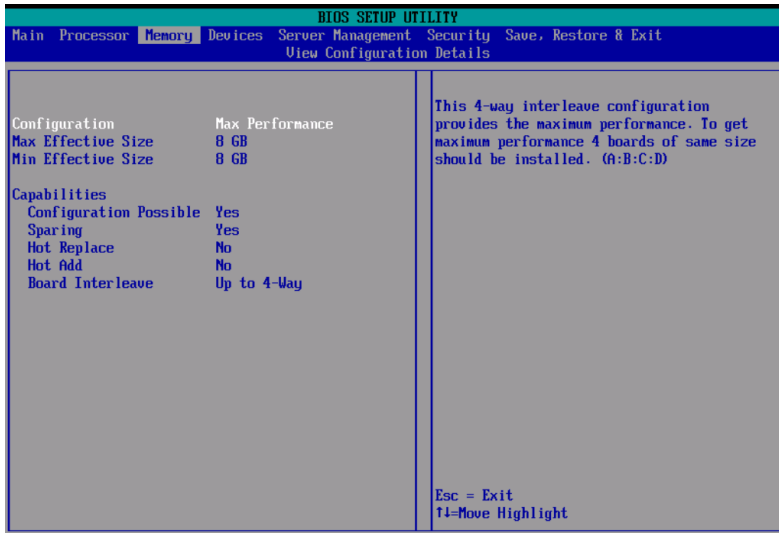 BIOS SETUP UTILITY
Main Processor Memory Devices Server Management Security Save, Restore & Exit
View Configuration Details
Configuration Max Performance
Max Effective Size 8 GB
Min Effective Size 8 GB
Capabilities
Configuration Possible Yes
Sparing Yes
Hot Replace No
Hot Add No
Board Interleave Up to 4-Way
This 4-way interleave configuration
provides the maximum performance. To get
maximum performance 4 boards of same size
should be installed. (A:B:C:D)
Esc = Exit
↑↓=Move Highlight